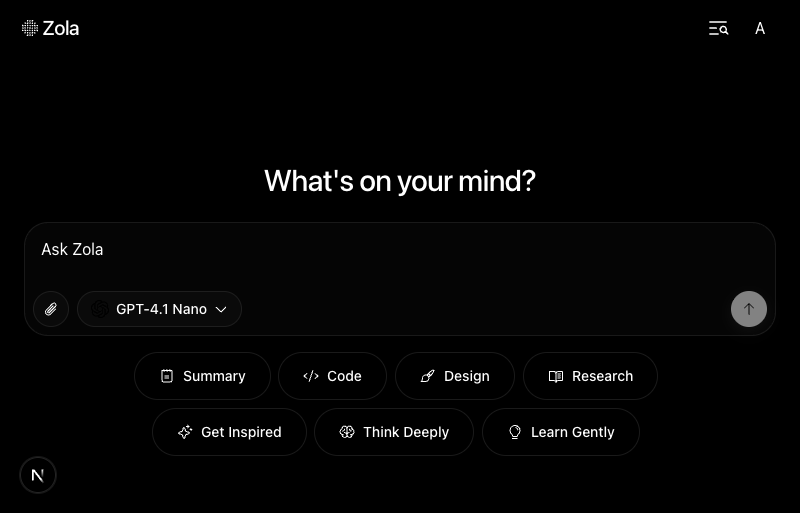 Zola
A
What's on your mind?
Ask Zola
GPT-4.1 Nano
Summary
Code
Design
Research
Get Inspired
Think Deeply
Learn Gently
N